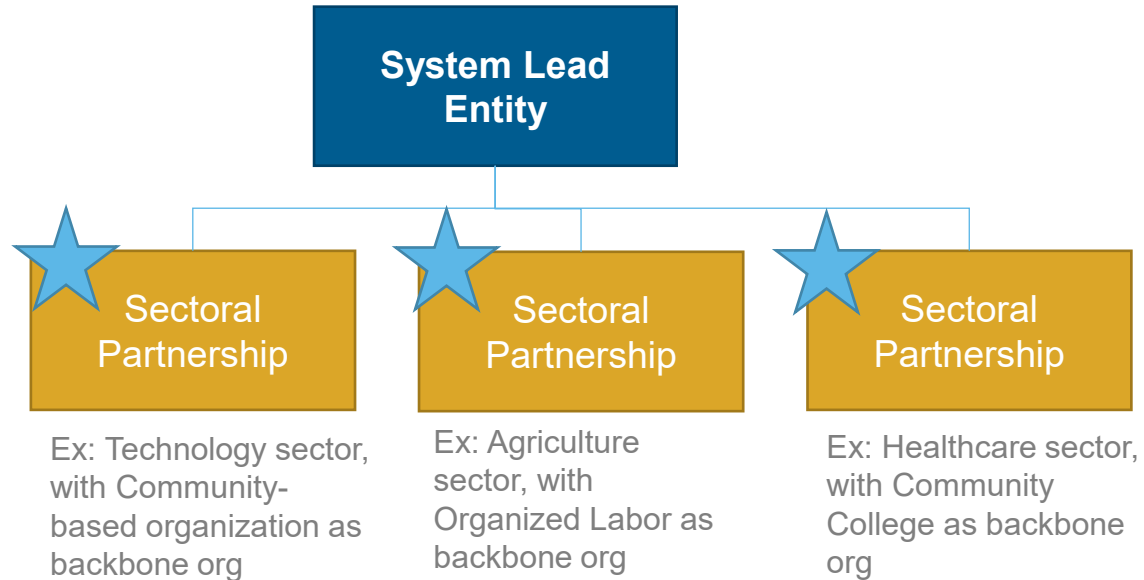 System Lead
Entity
Sectoral
Partnership
Sectoral
Partnership
Sectoral
Partnership
Ex: Technology sector,
with Community-
based organization as
backbone org
Ex: Agriculture
sector, with
Organized Labor as
backbone org
Ex: Healthcare sector,
with Community
College as backbone
org